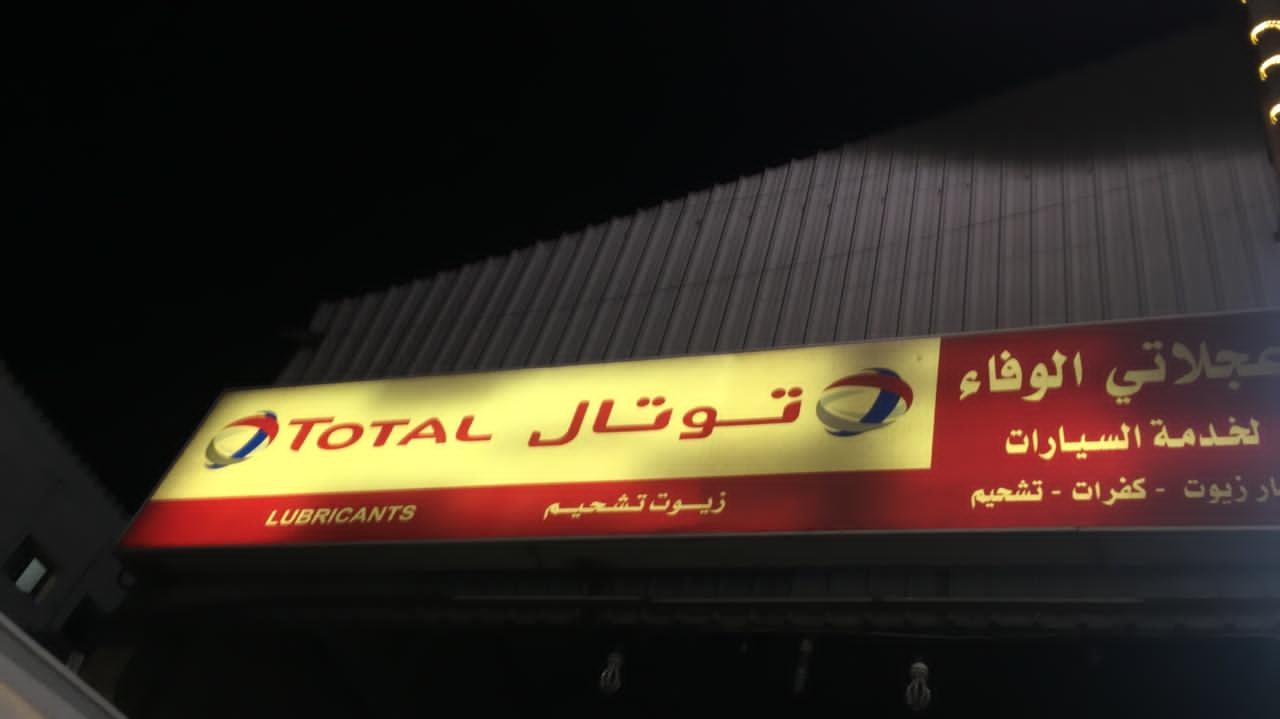 TOTAL توتال
LUBRICANTS زيوت تشحيم
عجلاتي الوفاء
لخدمة السيارات
زيوت - كفرات - تشحيم